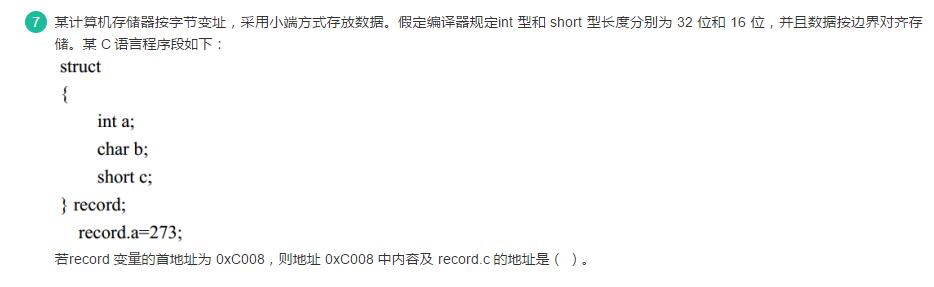 7 某计算机存储器按字节变址，采用小端方式存放数据。假定编译器规定int 型和 short 型长度分别为 32 位和 16 位，并且数据按边界对齐存
储。某 C 语言程序段如下：
struct
{
int a;
char b;
short c;
} record;
record.a=273;
若record 变量的首地址为 0xC008，则地址 0xC008 中内容及 record.c 的地址是（ ）。